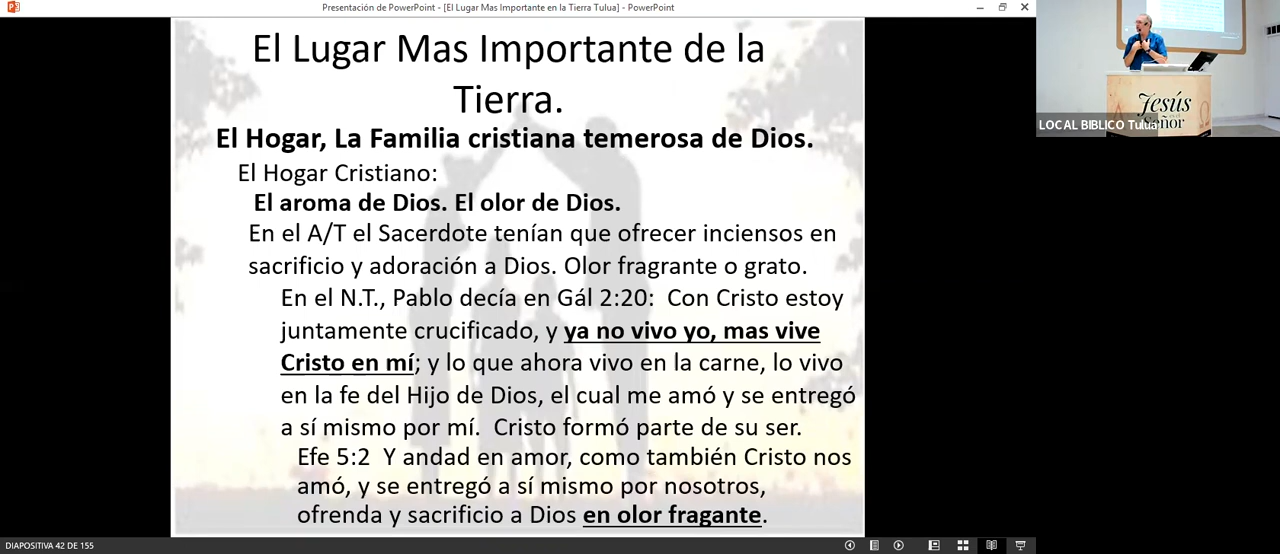 Presentación de PowerPoint - [El Lugar Mas Importante en la Tierra Tulua] - PowerPoint
El Lugar Mas Importante de la
Tierra.
El Hogar, La Familia cristiana temerosa de Dios.
El Hogar Cristiano:
El aroma de Dios. El olor de Dios.
En el A/T el Sacerdote tenían que ofrecer inciensos en
sacrificio y adoración a Dios. Olor fragrante o grato.
En el N.T., Pablo decía en Gál 2:20: Con Cristo estoy
juntamente crucificado, y ya no vivo yo, mas vive
Cristo en mí; y lo que ahora vivo en la carne, lo vivo
en la fe del Hijo de Dios, el cual me amó y se entregó
a sí mismo por mí. Cristo formó parte de su ser.
Efe 5:2 Y andad en amor, como también Cristo nos
amó, y se entregó a sí mismo por nosotros,
ofrenda y sacrificio a Dios en olor fragante.
DIAPOSITIVA 42 DE 155
Jesús
Señor
LOCAL BIBLICO Tulua